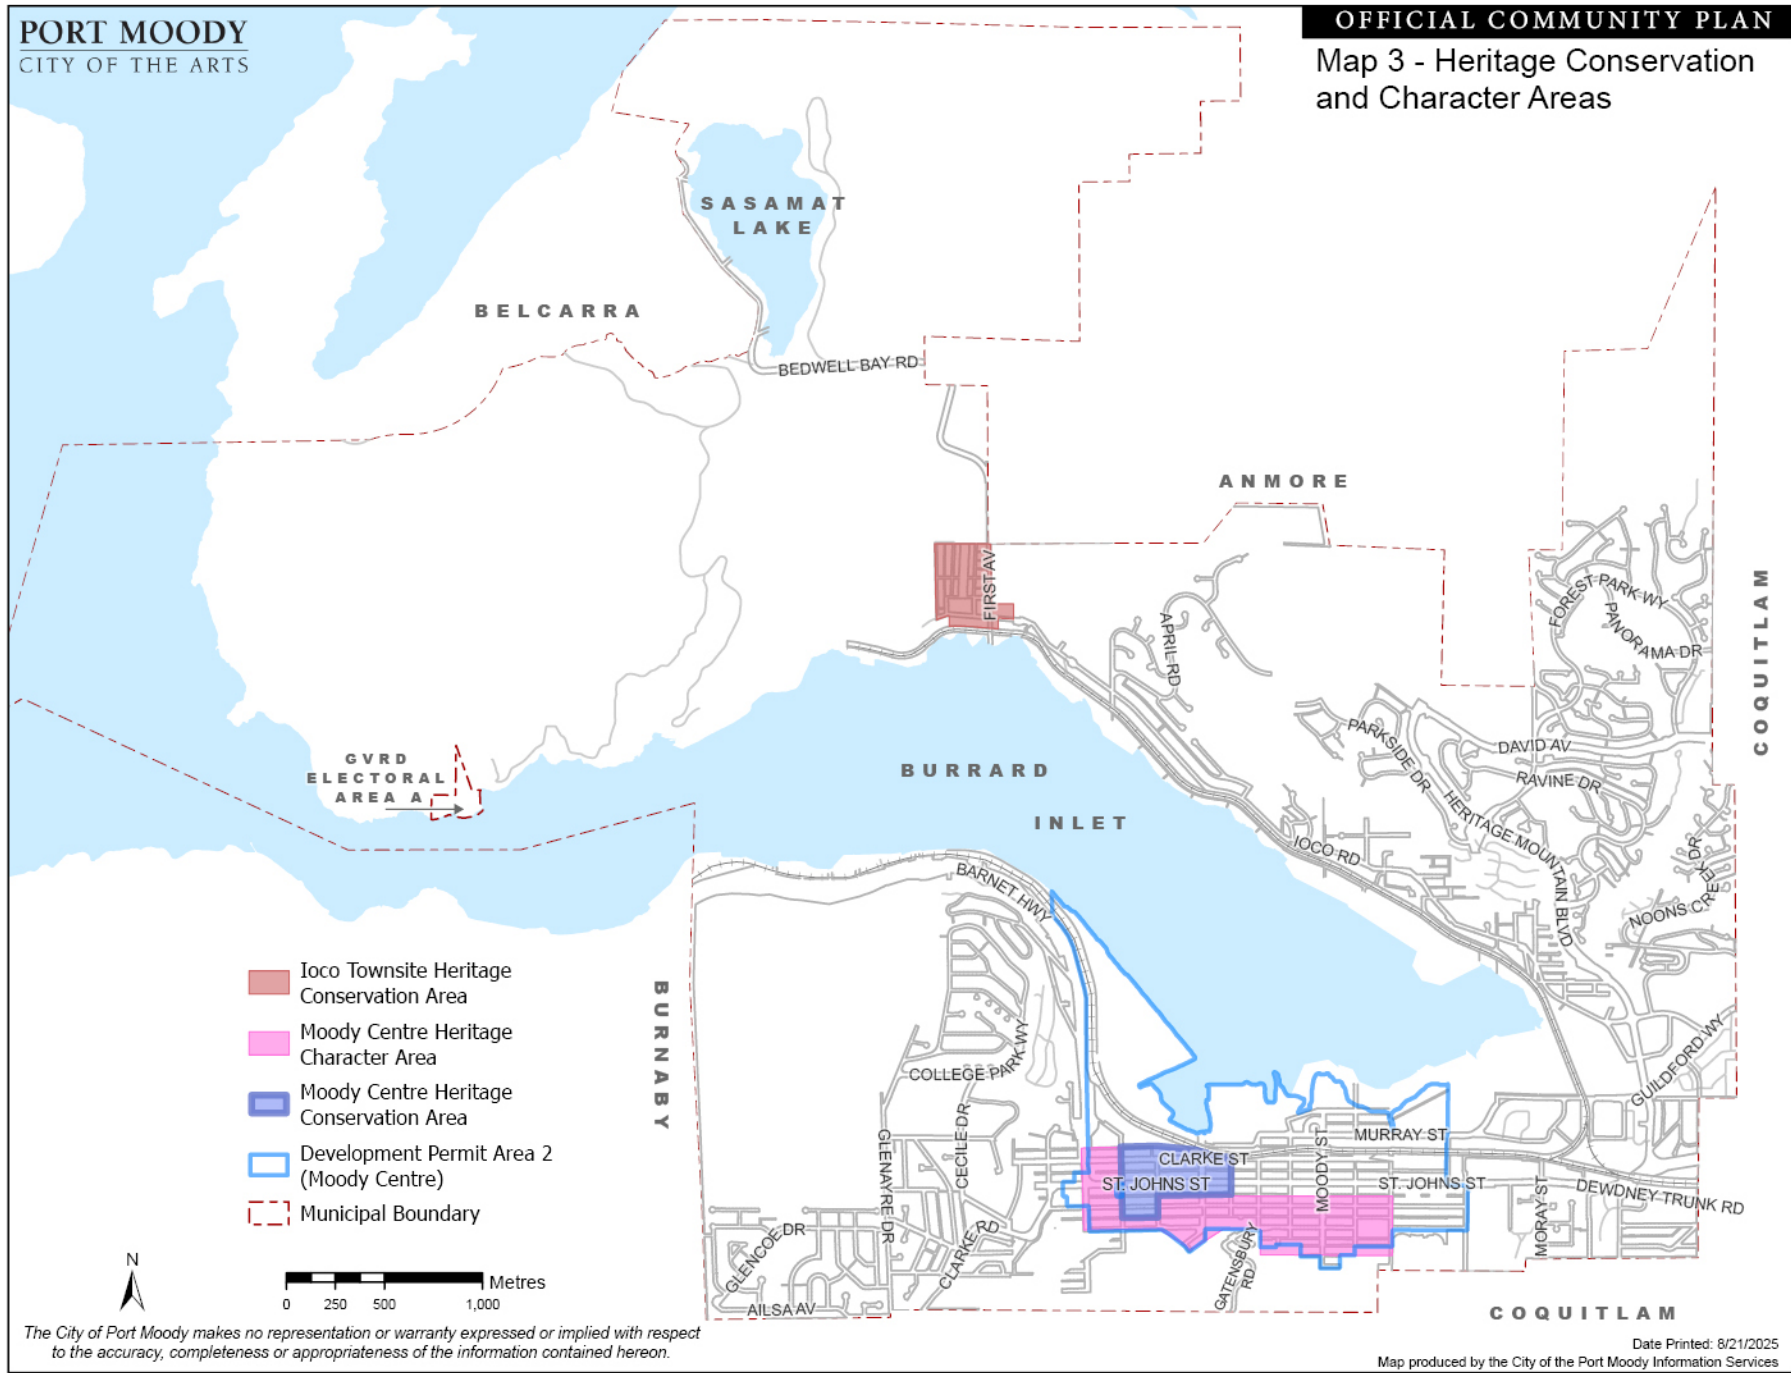 PORT MOODY
CITY OF THE ARTS
OFFICIAL COMMUNITY PLAN
Map 3 - Heritage Conservation
and Character Areas
SASAMAT
LAKE
BELCARRA
BEDWELL BAY RD
ANMORE
FIRST AV
APRIL RD
FOREST PARK WY
PANORAMA DR
COQUITLAM
PARKSIDE DR
DAVID AV
RAVINE DR
HERITAGE MOUNTAIN BLVD
NOONS CREEK DR
IOCO RD
GVRD
ELECTORAL
AREA A
BURRARD
INLET
BARNET HWY
BURNABY
COLLEGE PARK WY
CECILE DR
GLENAYRE DR
CLARKE RD
GLENCOE DR
AILSA AV
GUILDFORD WY
MURRAY ST
MOODY ST
CLARKE ST
ST. JOHNS ST
ST. JOHNS ST
DEWDNEY TRUNK RD
MORAY ST
GATENSBURY
RD
COQUITLAM
Ioco Townsite Heritage
Conservation Area
Moody Centre Heritage
Character Area
Moody Centre Heritage
Conservation Area
Development Permit Area 2
(Moody Centre)
Municipal Boundary
N
Metres
0 250 500 1,000
The City of Port Moody makes no representation or warranty expressed or implied with respect
to the accuracy, completeness or appropriateness of the information contained hereon.
Date Printed: 8/21/2025
Map produced by the City of the Port Moody Information Services